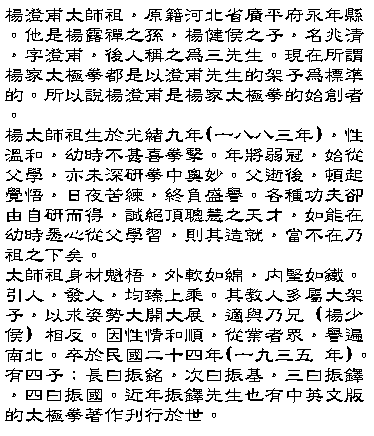 楊澄甫太師祖，原籍河北省廣平府永年縣
。他是楊露禪之孫，楊健侯之子，名兆清
，字澄甫，後人稱之爲三先生。現在所謂
楊家太極拳都是以澄甫先生的架子爲標準
的。所以說楊澄甫是楊家太極拳的始創者
。
楊太師祖生於光緒九年(一八八三年)，性
溫和，幼時不甚喜拳擊。年將弱冠，始從
父學，亦未深研拳中奧妙。父逝後，頓起
覺悟，日夜苦練，終負盛譽。各種功夫卻
由自研而得，誠絕頂聰慧之天才，如能在
幼時悉心從父學習，則其造就，當不在乃
祖之下矣。
太師祖身材魁梧，外軟如綿，內堅如鐵。
引人，發人，均臻上乘。其教人多屬大架
子，以求姿勢大開大展，適與乃兄（楊少
侯）相反。因性情和順，從業者眾，譽遍
南北。卒於民國二十四年(一九三五 年)。
有四子：長曰振銘，次曰振基，三曰振鐸
，四曰振國。近年振鐸先生也有中英文版
的太極拳著作刊行於世。